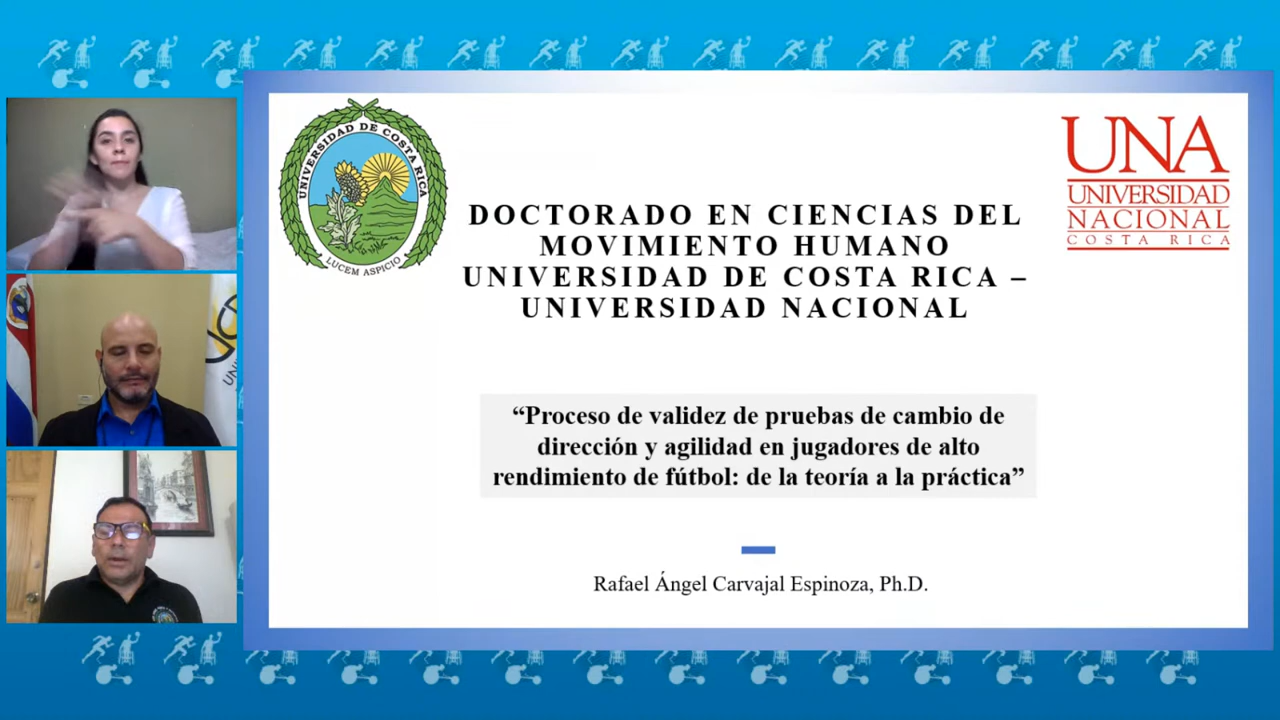 UNIVERSIDAD DE COSTA RICA
LUCEM ASPICIO
UNA
UNIVERSIDAD
NACIONAL
COSTA RICA
DOCTORADO EN CIENCIAS DEL
MOVIMIENTO HUMANO
UNIVERSIDAD DE COSTA RICA –
UNIVERSIDAD NACIONAL
“Proceso de validez de pruebas de cambio de
dirección y agilidad en jugadores de alto
rendimiento de fútbol: de la teoría a la práctica”
Rafael Ángel Carvajal Espinoza, Ph.D.